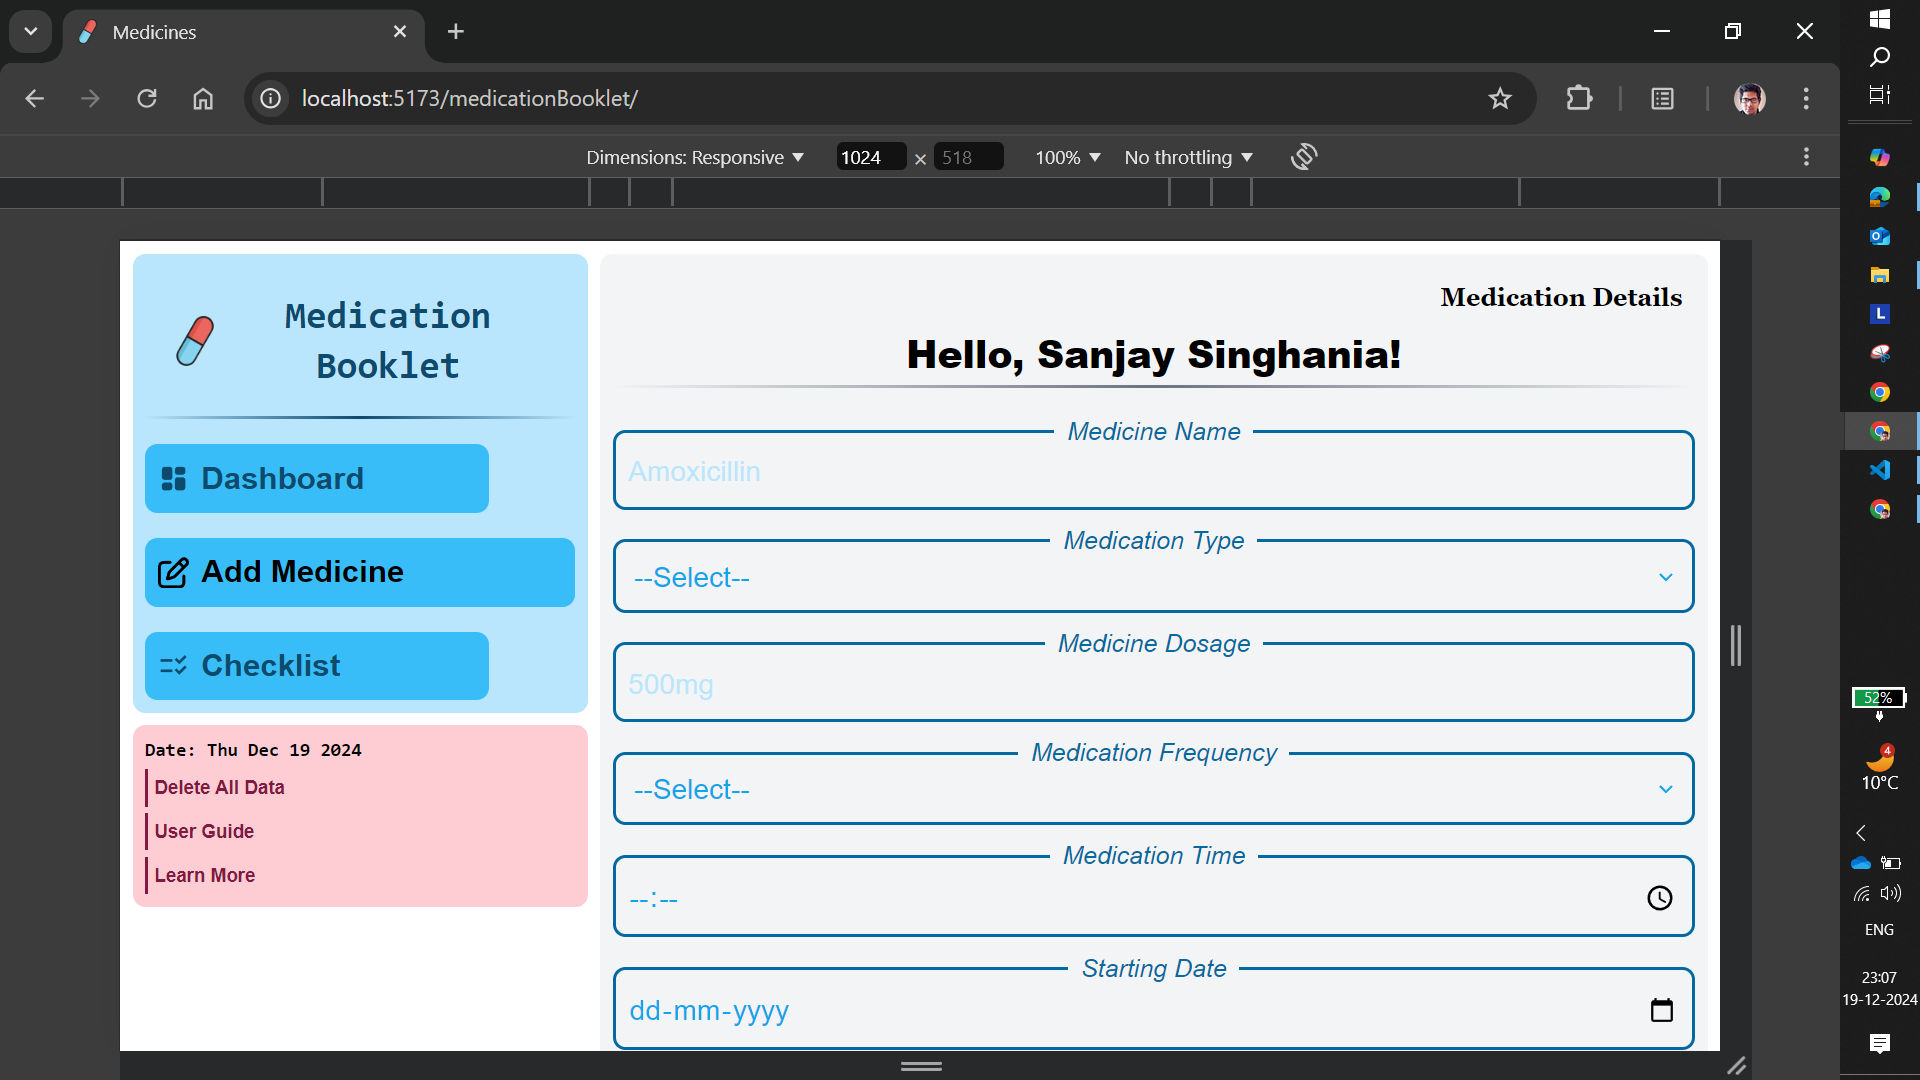 Medicines
localhost:5173/medicationBooklet/
Dimensions: Responsive 1024 × 518 100% No throttling
Medication
Booklet
Dashboard
Add Medicine
Checklist
Date: Thu Dec 19 2024
Delete All Data
User Guide
Learn More
Medication Details
Hello, Sanjay Singhania!
Medicine Name
Amoxicillin
Medication Type
--Select--
Medicine Dosage
500mg
Medication Frequency
--Select--
Medication Time
--:--
Starting Date
dd-mm-yyyy
L
52%
4
10°C
ENG
23:07
19-12-2024